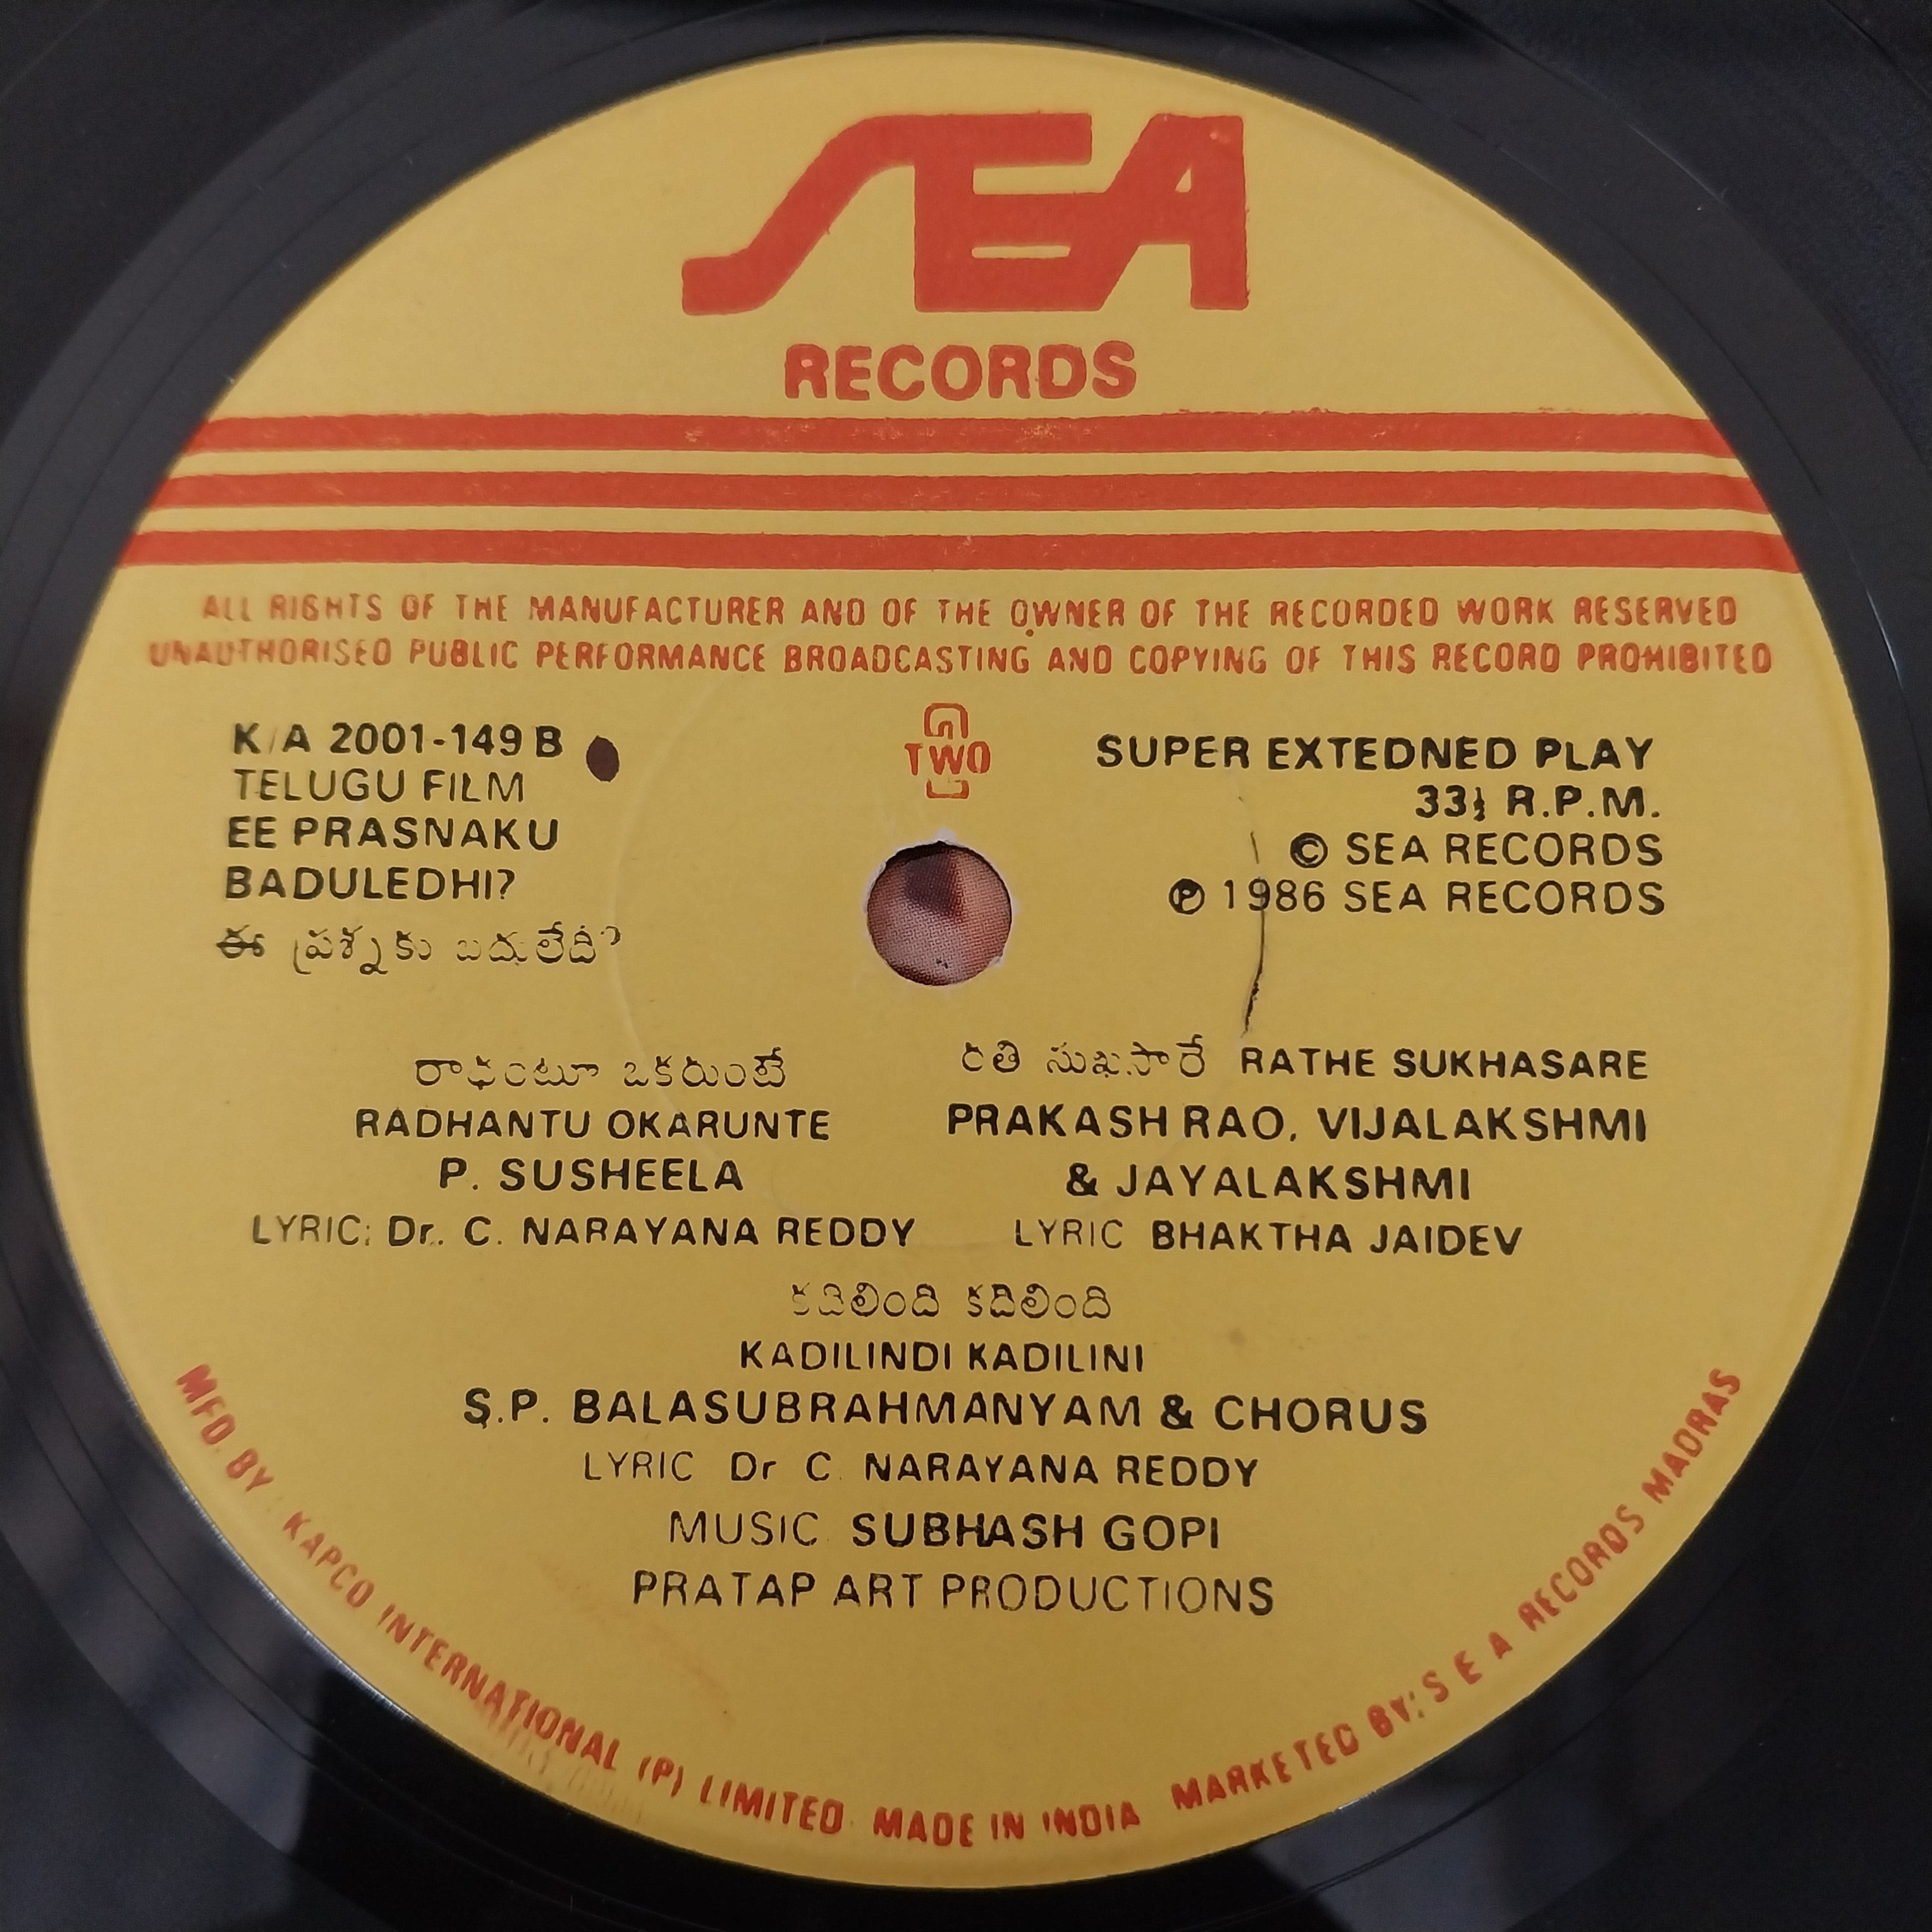 SEA
RECORDS
ALL RIGHTS OF THE MANUFACTURER AND OF THE OWNER OF THE RECORDED WORK RESERVED
UNAUTHORISED PUBLIC PERFORMANCE BROADCASTING AND COPYING OF THIS RECORD PROHIBITED
K/A 2001-149 B
TELUGU FILM
EE PRASNAKU
BADULEDHI?
ఈ ప్రశ్నకు బదులేది?
TWO
SUPER EXTEDNED PLAY
33⅓ R.P.M.
© SEA RECORDS
℗ 1986 SEA RECORDS
రాధంటూ ఒకరుంటే
RADHANTU OKARUNTE
P. SUSHEELA
LYRIC: Dr. C. NARAYANA REDDY
రతి సుఖసారే RATHE SUKHASARE
PRAKASH RAO, VIJALAKSHMI
& JAYALAKSHMI
LYRIC BHAKTHA JAIDEV
కదిలింది కదిలింది
KADILINDI KADILINI
S.P. BALASUBRAHMANYAM & CHORUS
LYRIC Dr C. NARAYANA REDDY
MUSIC SUBHASH GOPI
PRATAP ART PRODUCTIONS
MFD. BY : KAPCO INTERNATIONAL (P) LIMITED. MADE IN INDIA MARKETED BY: S E A RECORDS MADRAS